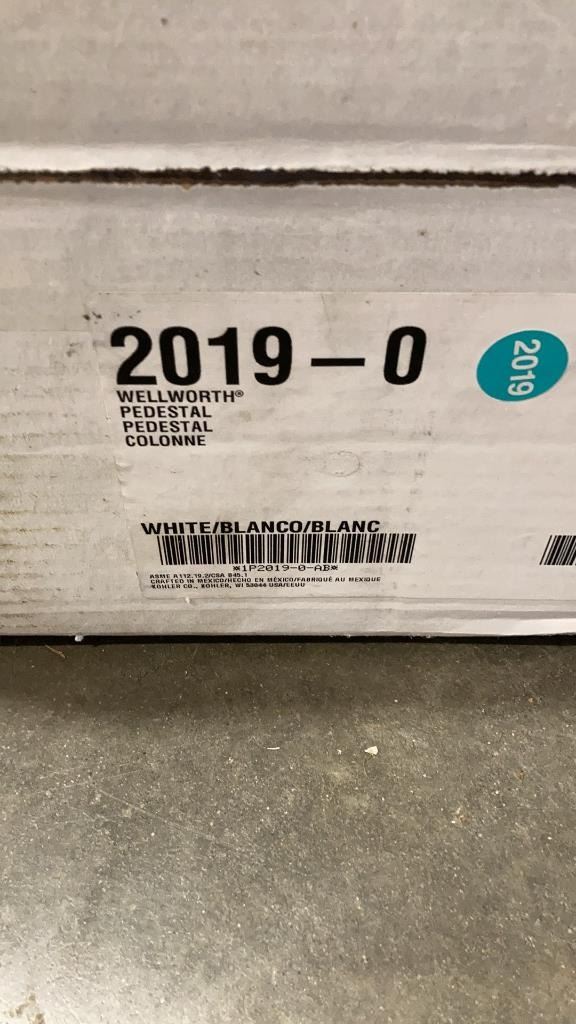 2019-0
2019
WELLWORTH®
PEDESTAL
PEDESTAL
COLONNE
WHITE/BLANCO/BLANC
*1P2019-0-AB*
ASME A112.19.2/CSA B45.1
CRAFTED IN MEXICO/HECHO EN MÉXICO/FABRIQUÉ AU MEXIQUE
KOHLER CO., KOHLER, WI 53044 USA/EEUU